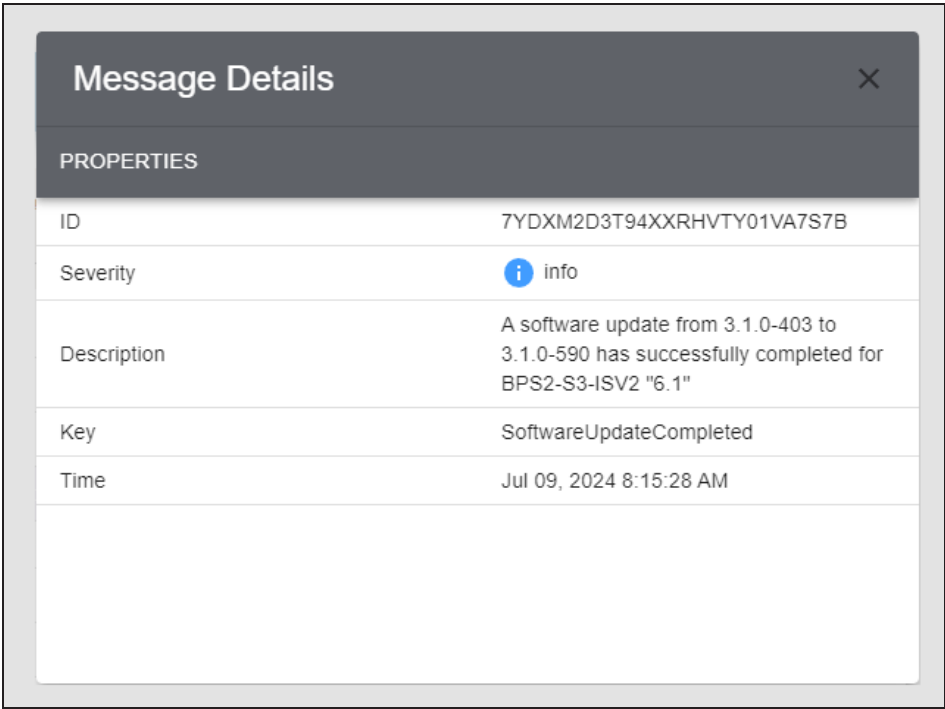 Message Details
PROPERTIES
ID 7YDXM2D3T94XXRHVTY01VA7S7B
Severity info
Description A software update from 3.1.0-403 to
3.1.0-590 has successfully completed for
BPS2-S3-ISV2 "6.1"
Key SoftwareUpdateCompleted
Time Jul 09, 2024 8:15:28 AM